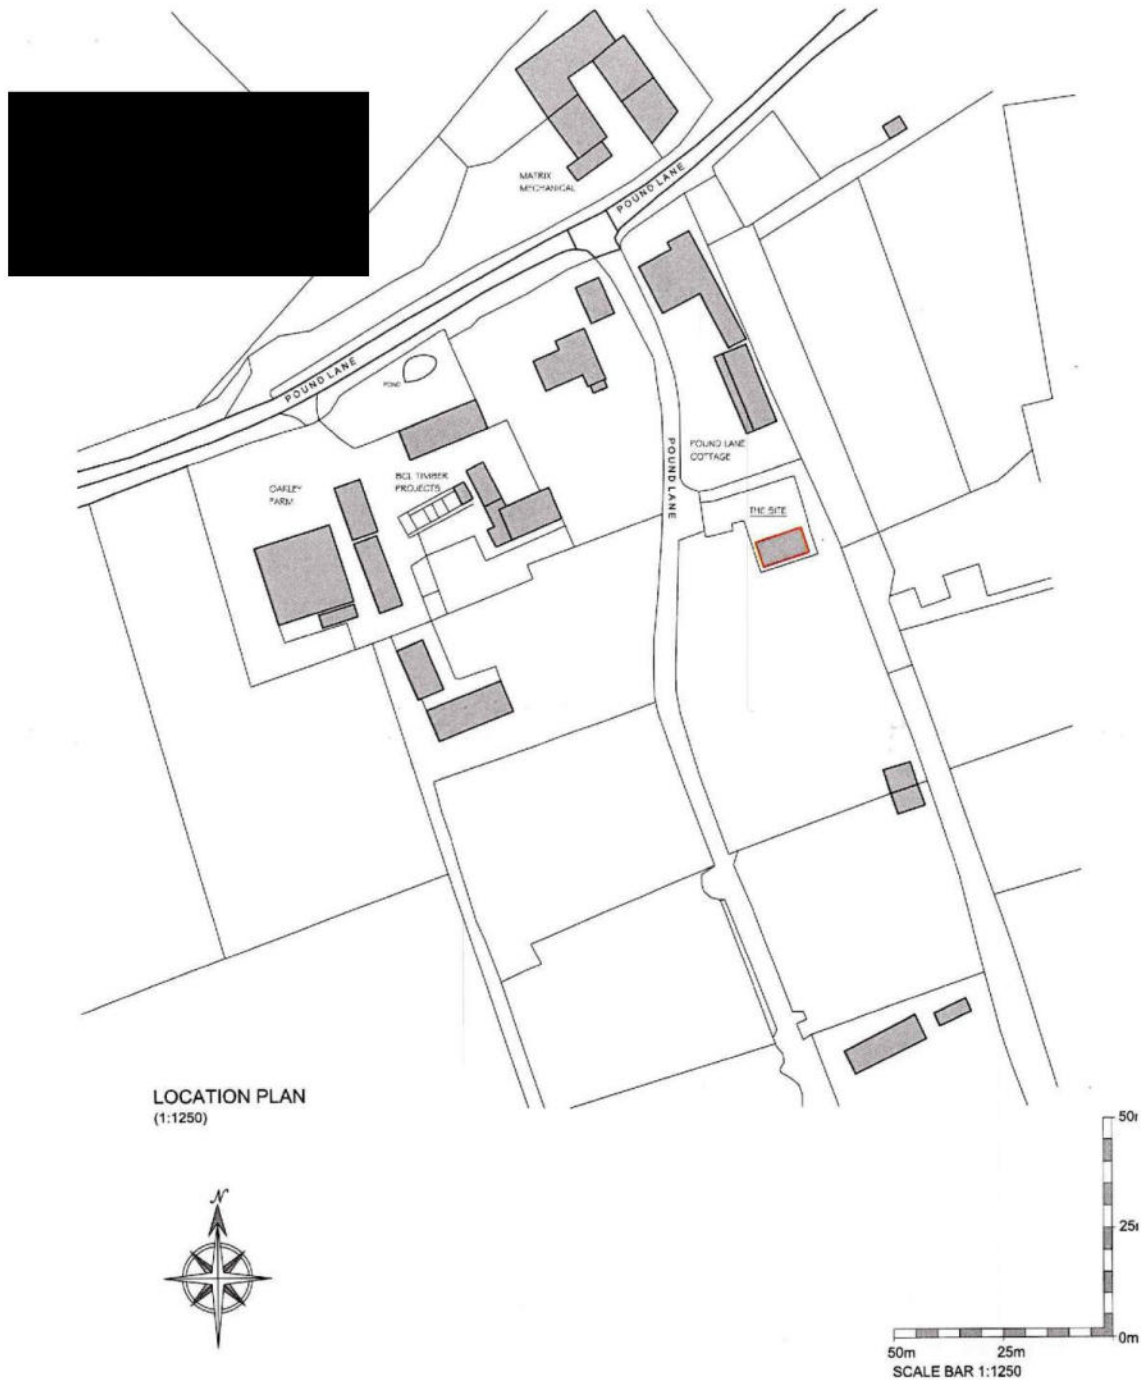 MATRIX
MECHANICAL
POUND LANE
POUND LANE
POND
POUND LANE
COTTAGE
POUND LANE
BCL TIMBER
PROJECTS
OAKLEY
FARM
THE SITE
LOCATION PLAN
(1:1250)
N
50m
25m
0m
50m
25m
SCALE BAR 1:1250